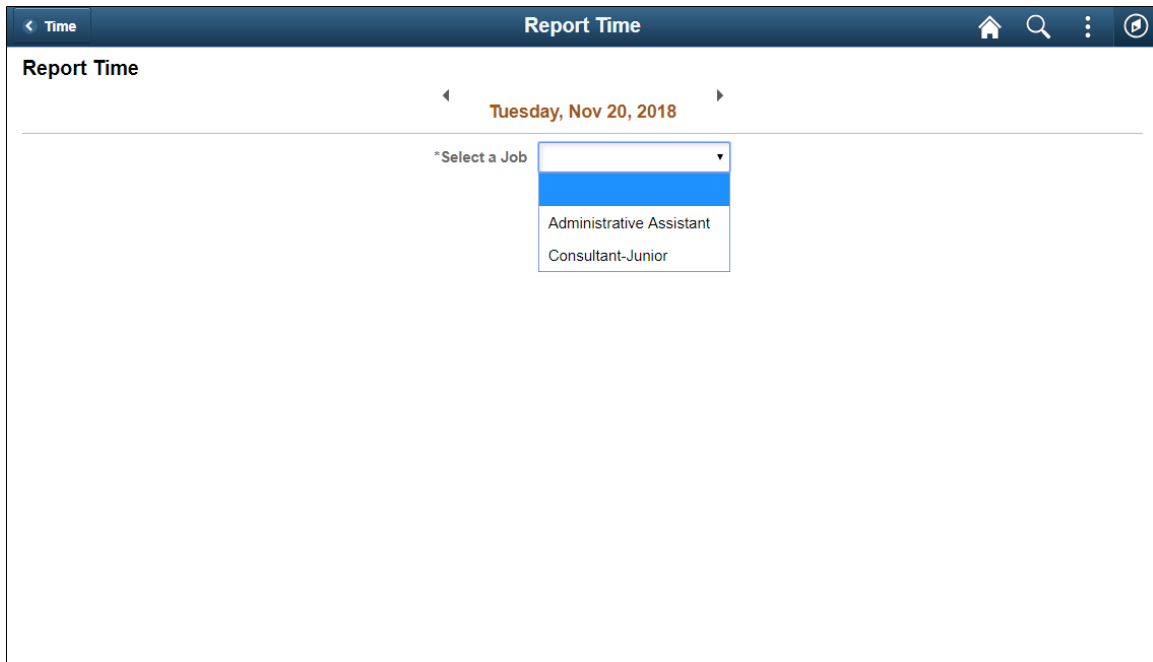 Time
Report Time
Report Time
Tuesday, Nov 20, 2018
*Select a Job
Administrative Assistant
Consultant-Junior